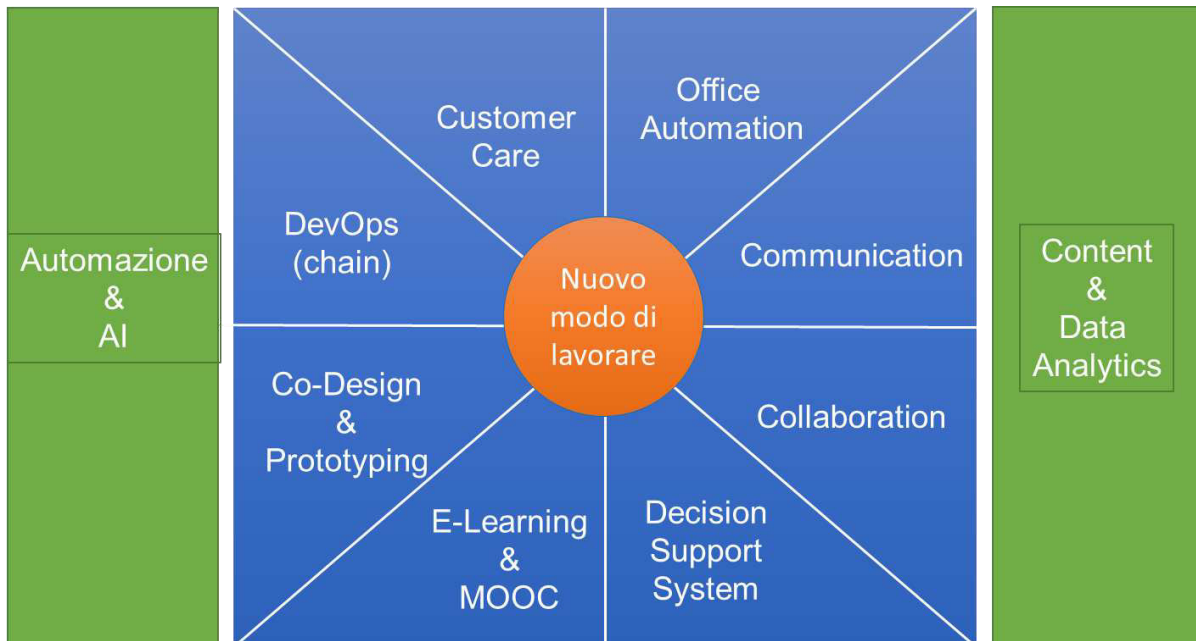 Automazione
&
AI
Customer
Care
Office
Automation
DevOps
(chain)
Communication
Nuovo
modo di
lavorare
Co-Design
&
Prototyping
Collaboration
E-Learning
&
MOOC
Decision
Support
System
Content
&
Data
Analytics